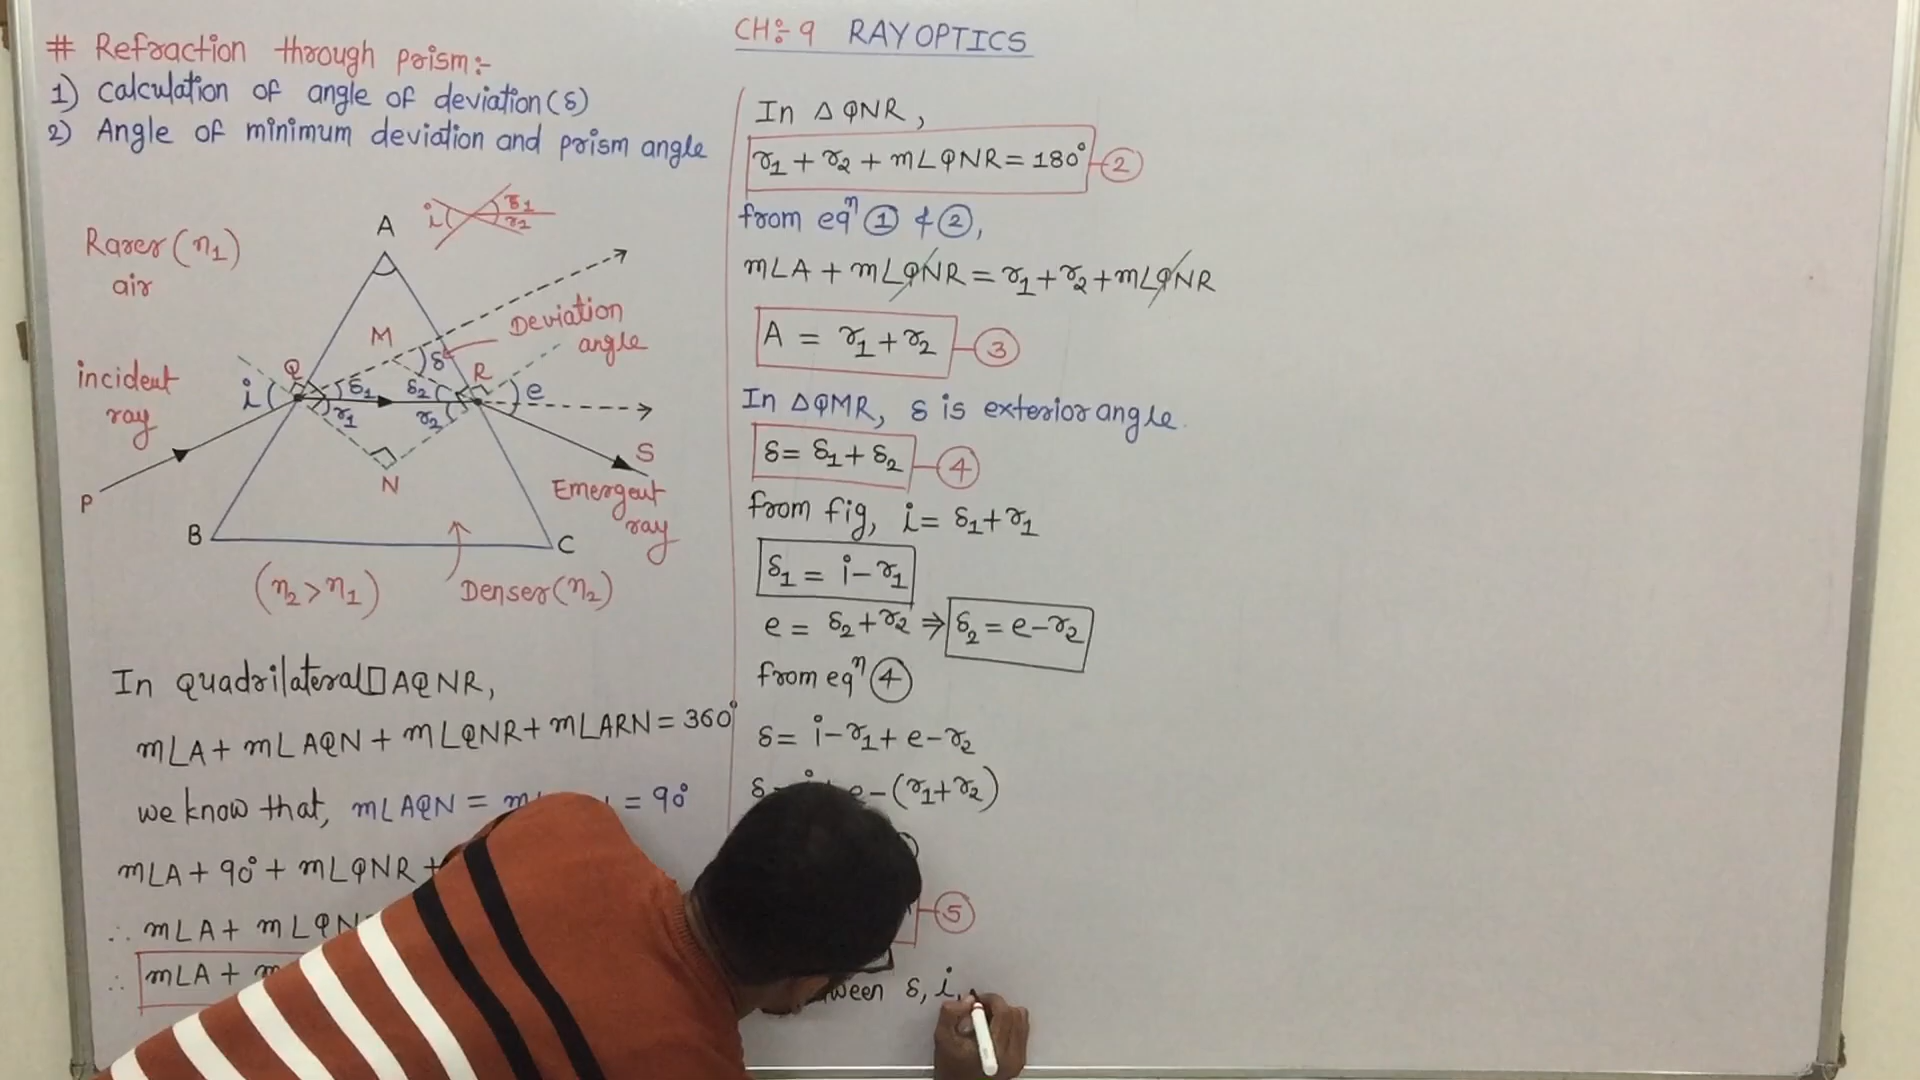 CH:- 9 RAY OPTICS
# Refraction through prism:-
1) Calculation of angle of deviation (δ)
2) Angle of minimum deviation and prism angle
Rarer (n1)
air
i δ1
r2
A
M
Deviation
angle
δ
incident
ray
Q
R
i
δ1
δ2
e
r1
r2
S
P
N
Emergent
ray
B
C
(n2 > n1)
Denser (n2)
In quadrilateral □ AQNR,
m∠A + m∠AQN + m∠QNR + m∠ARN = 360°
we know that, m∠AQN = = 90°
m∠A + 90° + m∠QNR +
∴ m∠A + m∠QN
∴ m∠A + m
In △ QNR,
r1 + r2 + m∠QNR = 180° ②
from eqⁿ ① & ②,
m∠A + m∠QNR = r1 + r2 + m∠QNR
A = r1 + r2 ③
In △QMR, δ is exterior angle.
δ = δ1 + δ2 ④
from fig, i = δ1 + r1
δ1 = i - r1
e = δ2 + r2 ⇒ δ2 = e - r2
from eqⁿ ④
δ = i - r1 + e - r2
δ = i + e - (r1 + r2)
⑤
ween δ, i,